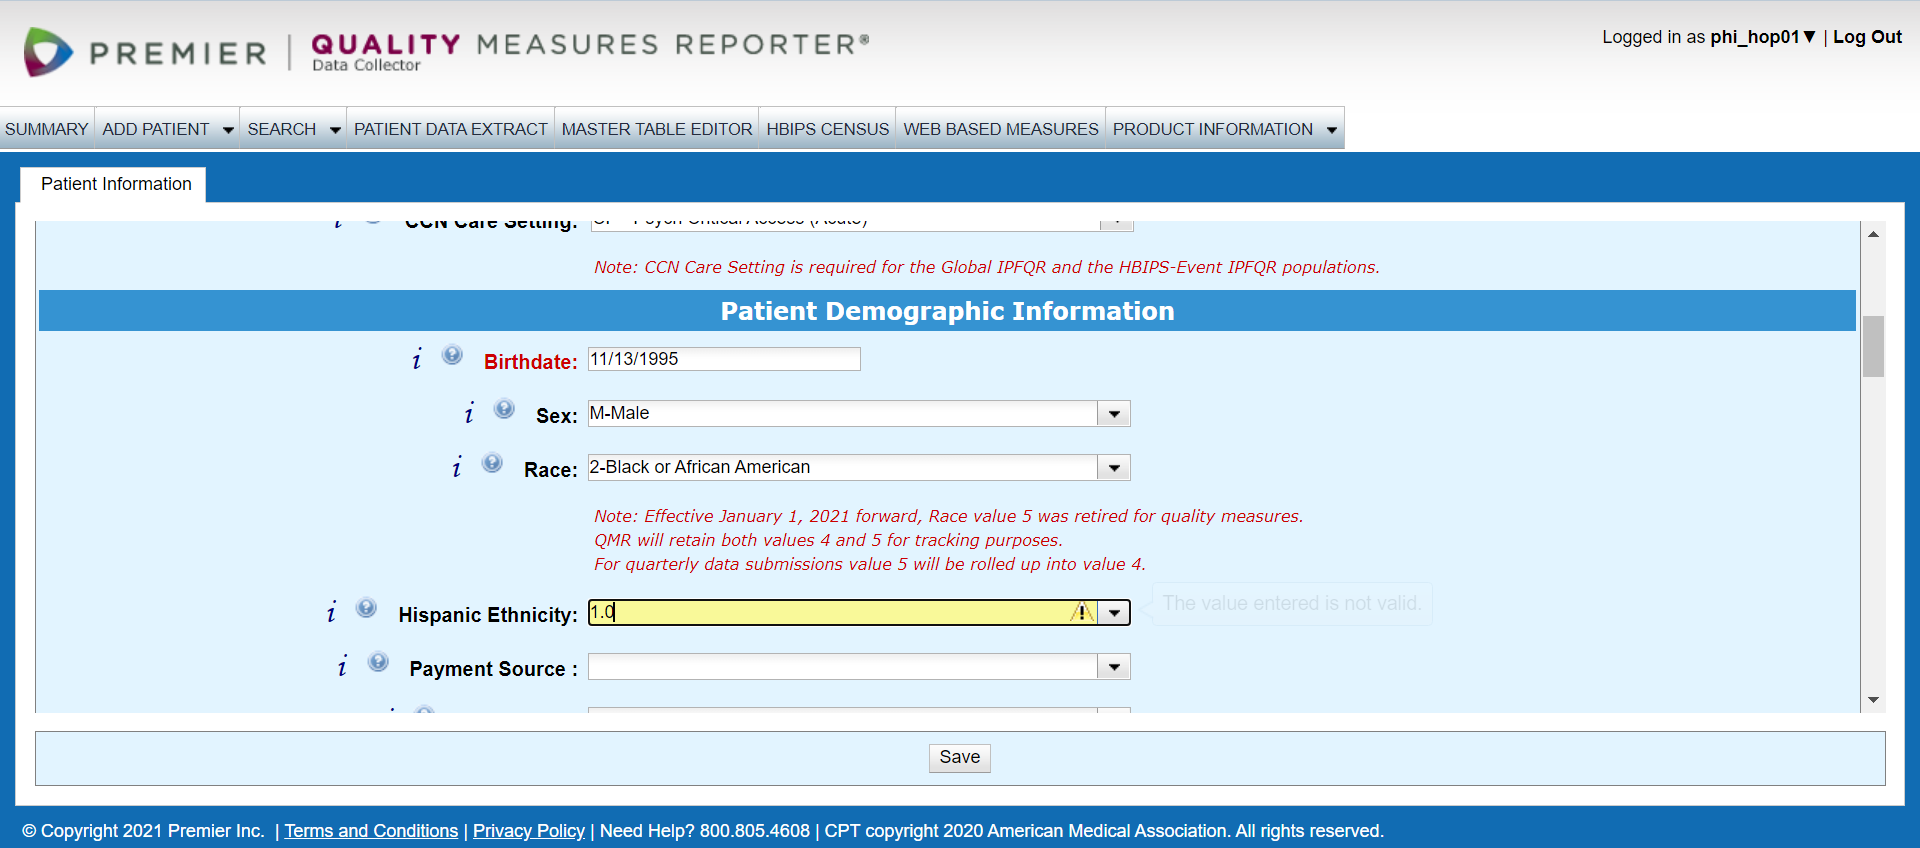 PREMIER | QUALITY MEASURES REPORTER®
Data Collector
Logged in as phi_hop01▼ | Log Out
SUMMARY ADD PATIENT SEARCH PATIENT DATA EXTRACT MASTER TABLE EDITOR HBIPS CENSUS WEB BASED MEASURES PRODUCT INFORMATION
Patient Information
CCN Care Setting: Psych Critical Access (Acute)
Note: CCN Care Setting is required for the Global IPFQR and the HBIPS-Event IPFQR populations.
Patient Demographic Information
i ? Birthdate: 11/13/1995
i ? Sex: M-Male
i ? Race: 2-Black or African American
Note: Effective January 1, 2021 forward, Race value 5 was retired for quality measures.
QMR will retain both values 4 and 5 for tracking purposes.
For quarterly data submissions value 5 will be rolled up into value 4.
i ? Hispanic Ethnicity: 1.0 The value entered is not valid.
i ? Payment Source :
Save
© Copyright 2021 Premier Inc. | Terms and Conditions | Privacy Policy | Need Help? 800.805.4608 | CPT copyright 2020 American Medical Association. All rights reserved.